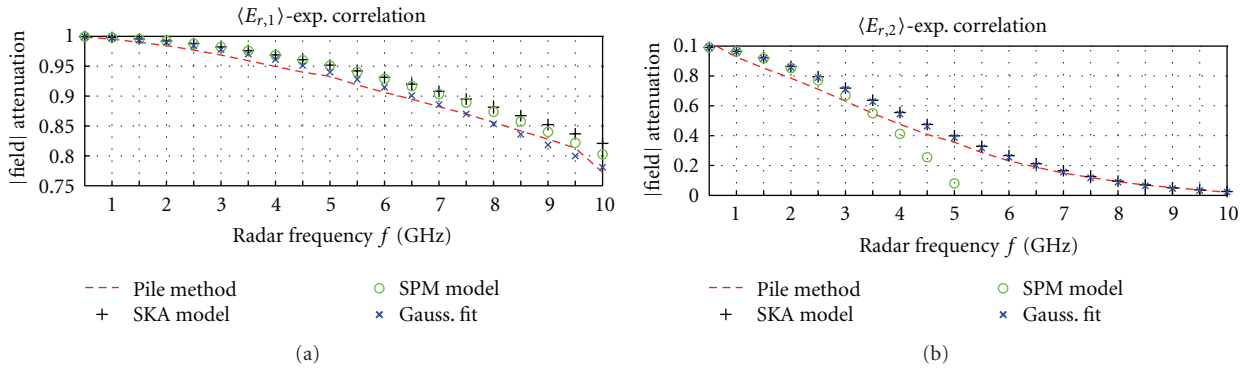 ⟨E_{r,1}⟩-exp. correlation
|field| attenuation
1
0.95
0.9
0.85
0.8
0.75
1 2 3 4 5 6 7 8 9 10
Radar frequency f (GHz)
Pile method
SKA model
SPM model
Gauss. fit
(a)
⟨E_{r,2}⟩-exp. correlation
|field| attenuation
0.1
0.8
0.6
0.4
0.2
0
1 2 3 4 5 6 7 8 9 10
Radar frequency f (GHz)
Pile method
SKA model
SPM model
Gauss. fit
(b)